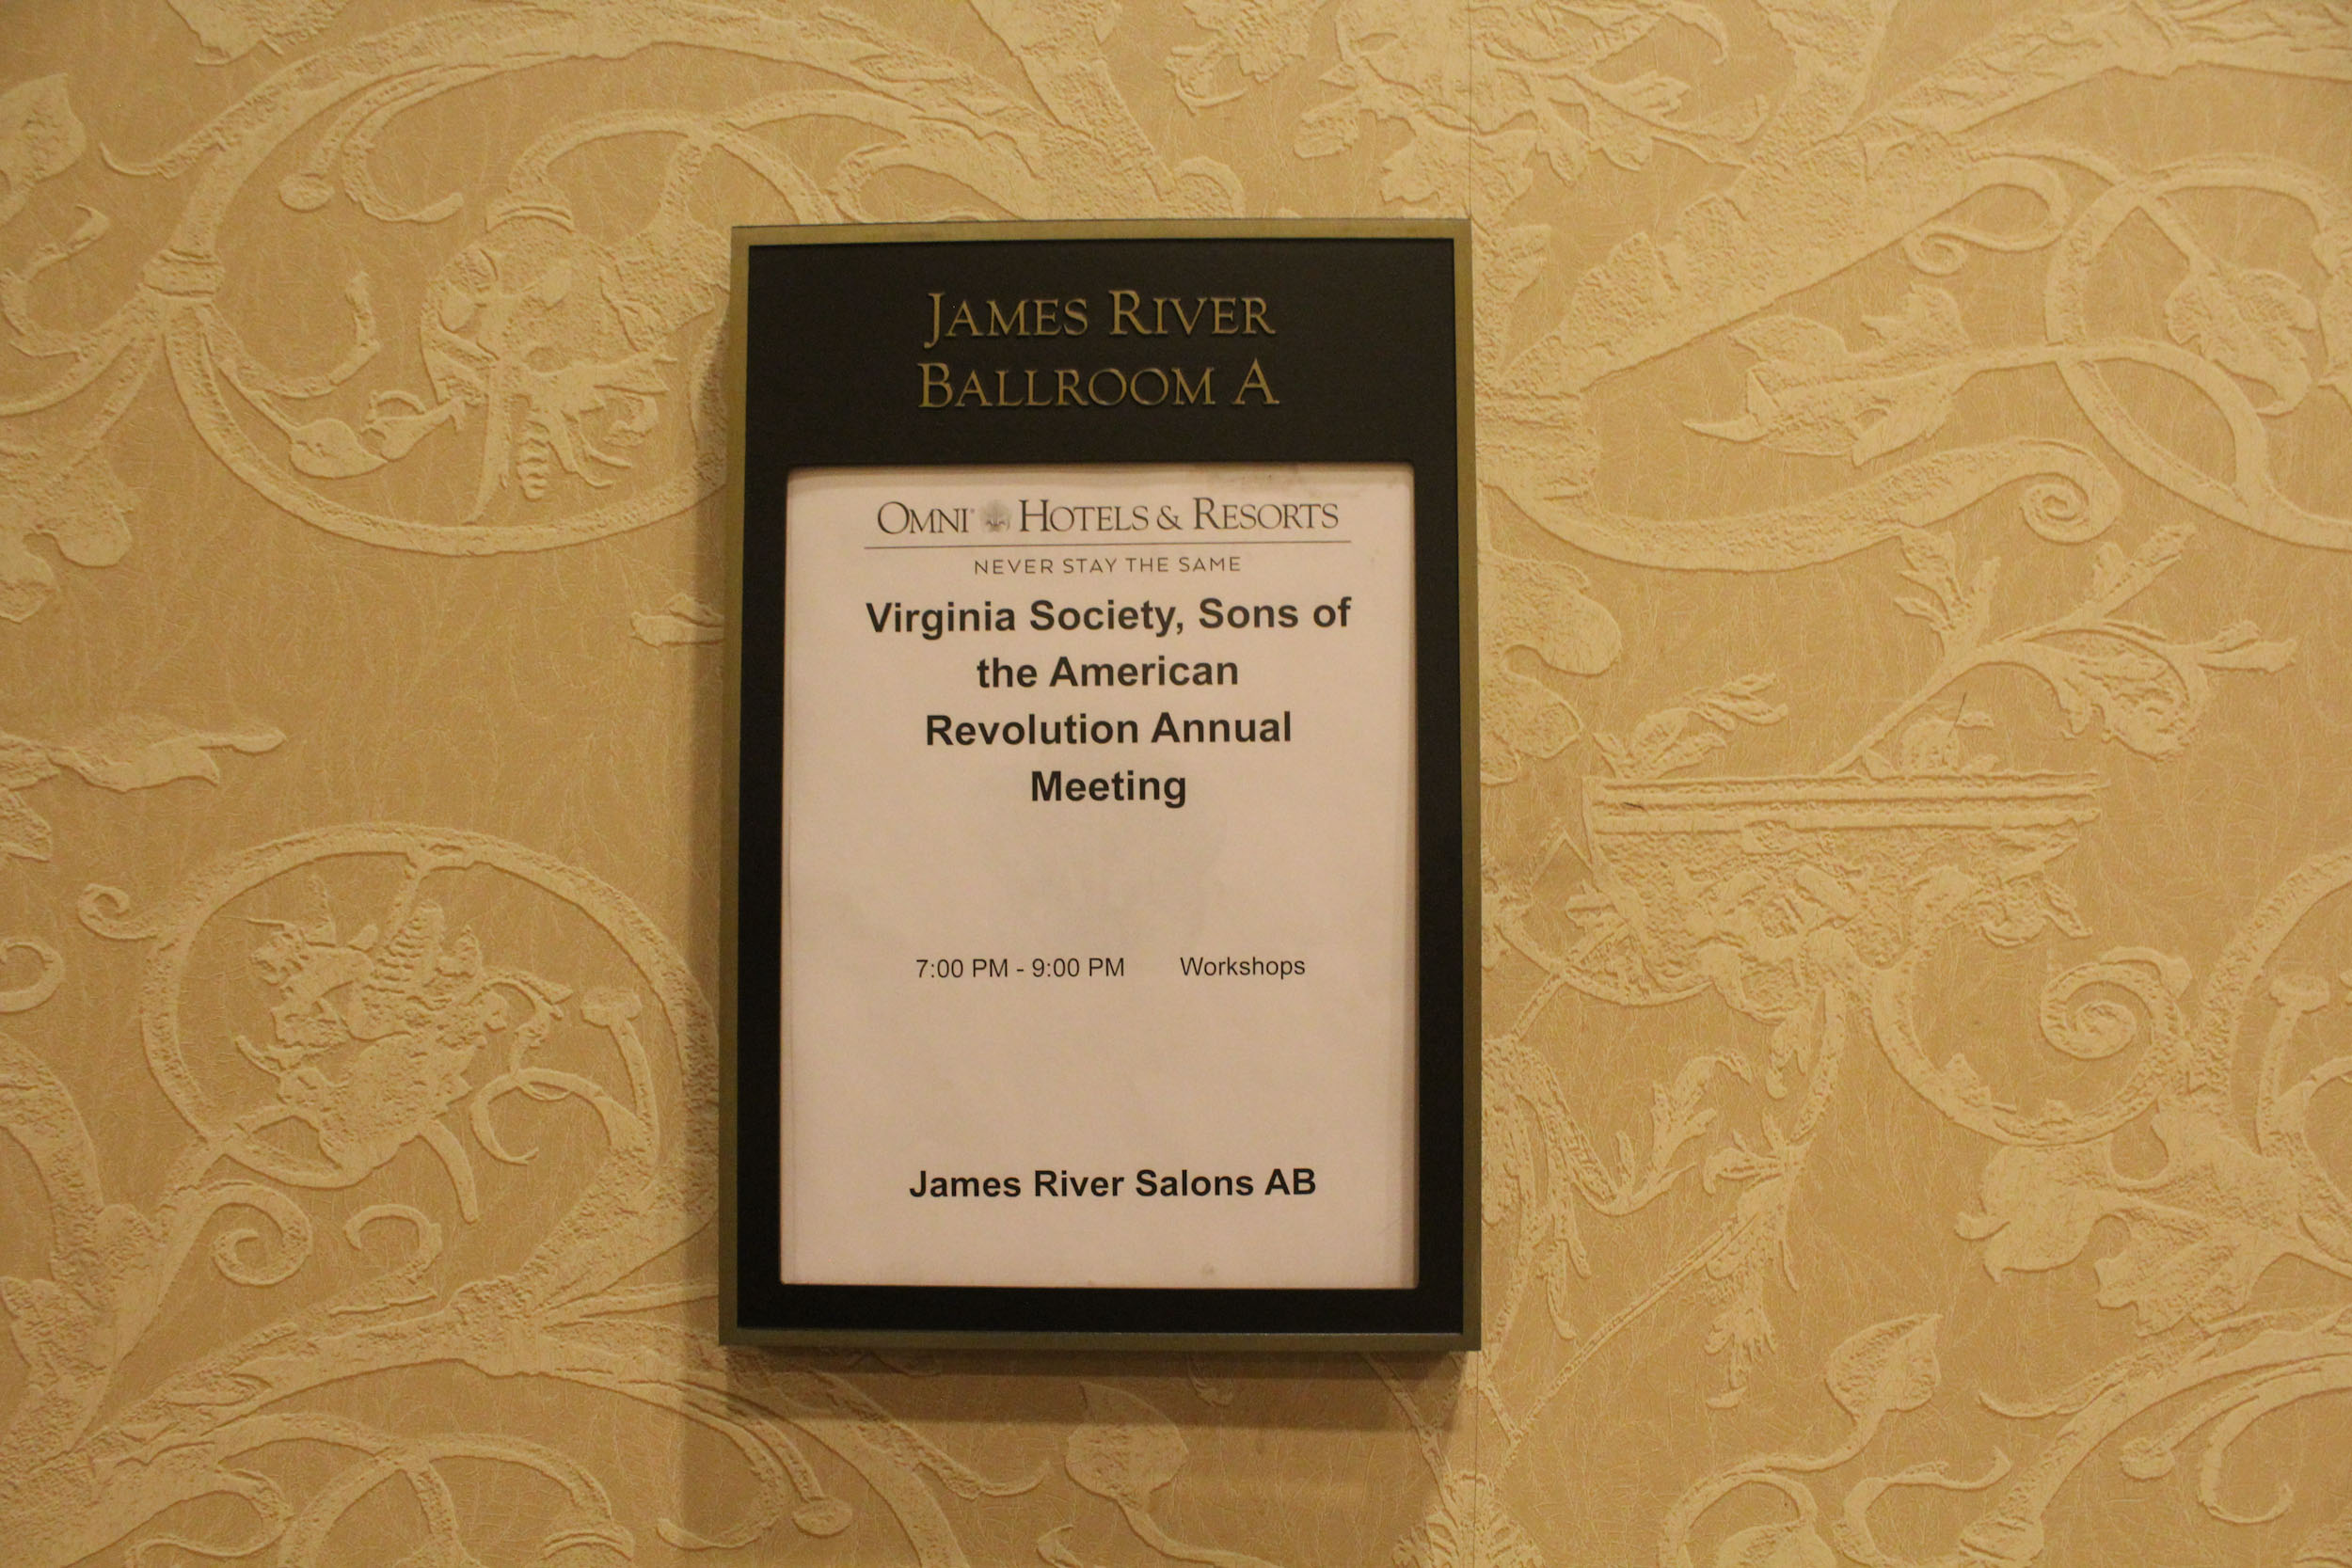 JAMES RIVER
BALLROOM A
OMNI HOTELS & RESORTS
NEVER STAY THE SAME
Virginia Society, Sons of
the American
Revolution Annual
Meeting
7:00 PM - 9:00 PM Workshops
James River Salons AB